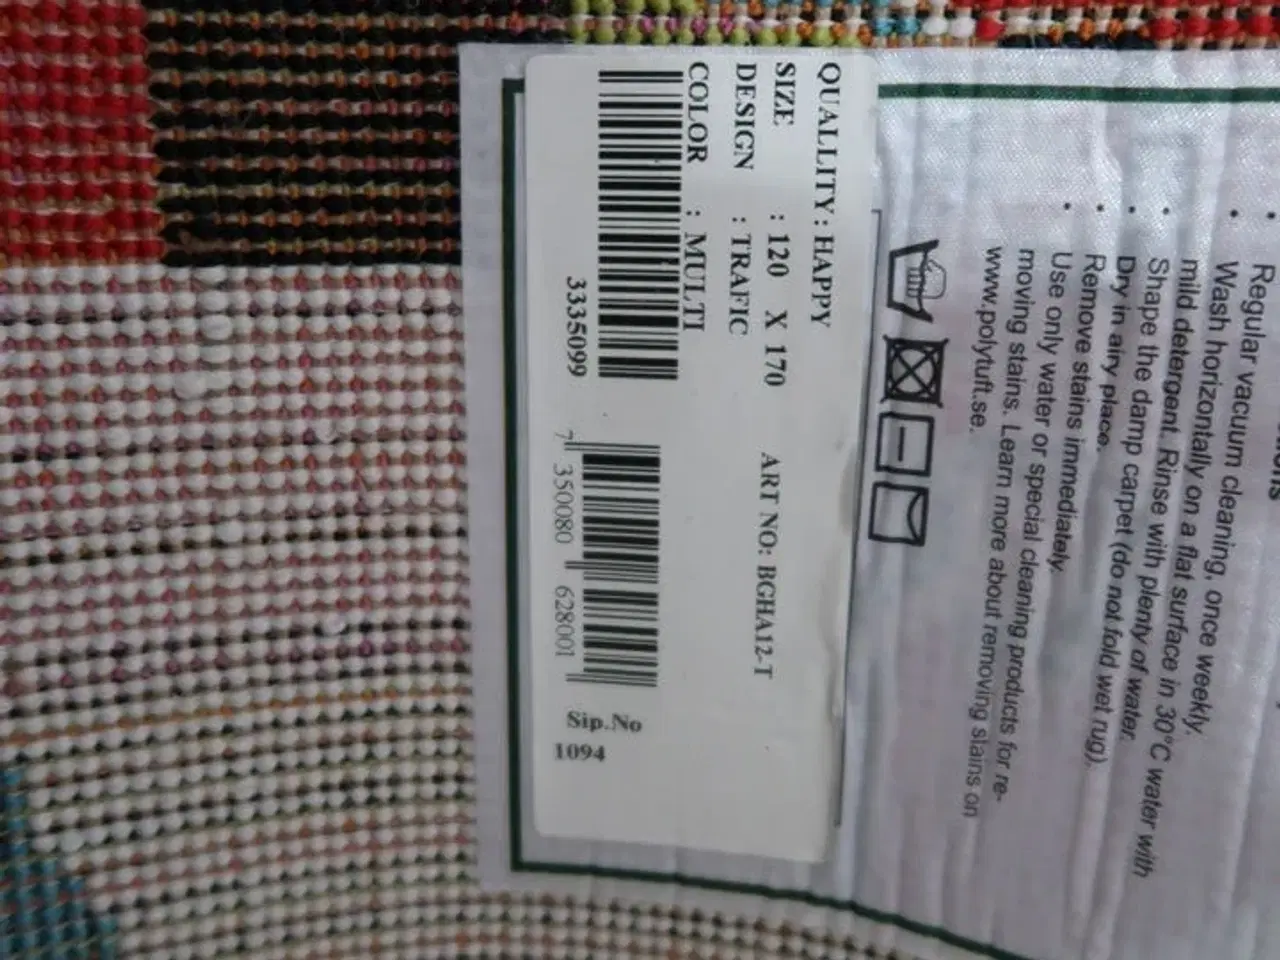 ons
• Regular vacuum cleaning, once weekly.
• Wash horizontally on a flat surface in 30°C water with
mild detergent. Rinse with plenty of water.
• Shape the damp carpet (do not fold wet rug).
• Dry in airy place.
• Remove stains immediately.
• Use only water or special cleaning products for re-
moving stains. Learn more about removing stains on
www.polytuft.se.
QUALLITY : HAPPY
SIZE : 120 X 170 ART NO: BGHA12-T
DESIGN : TRAFIC
COLOR : MULTI
3335099
7 350080 628001
Sip.No
1094